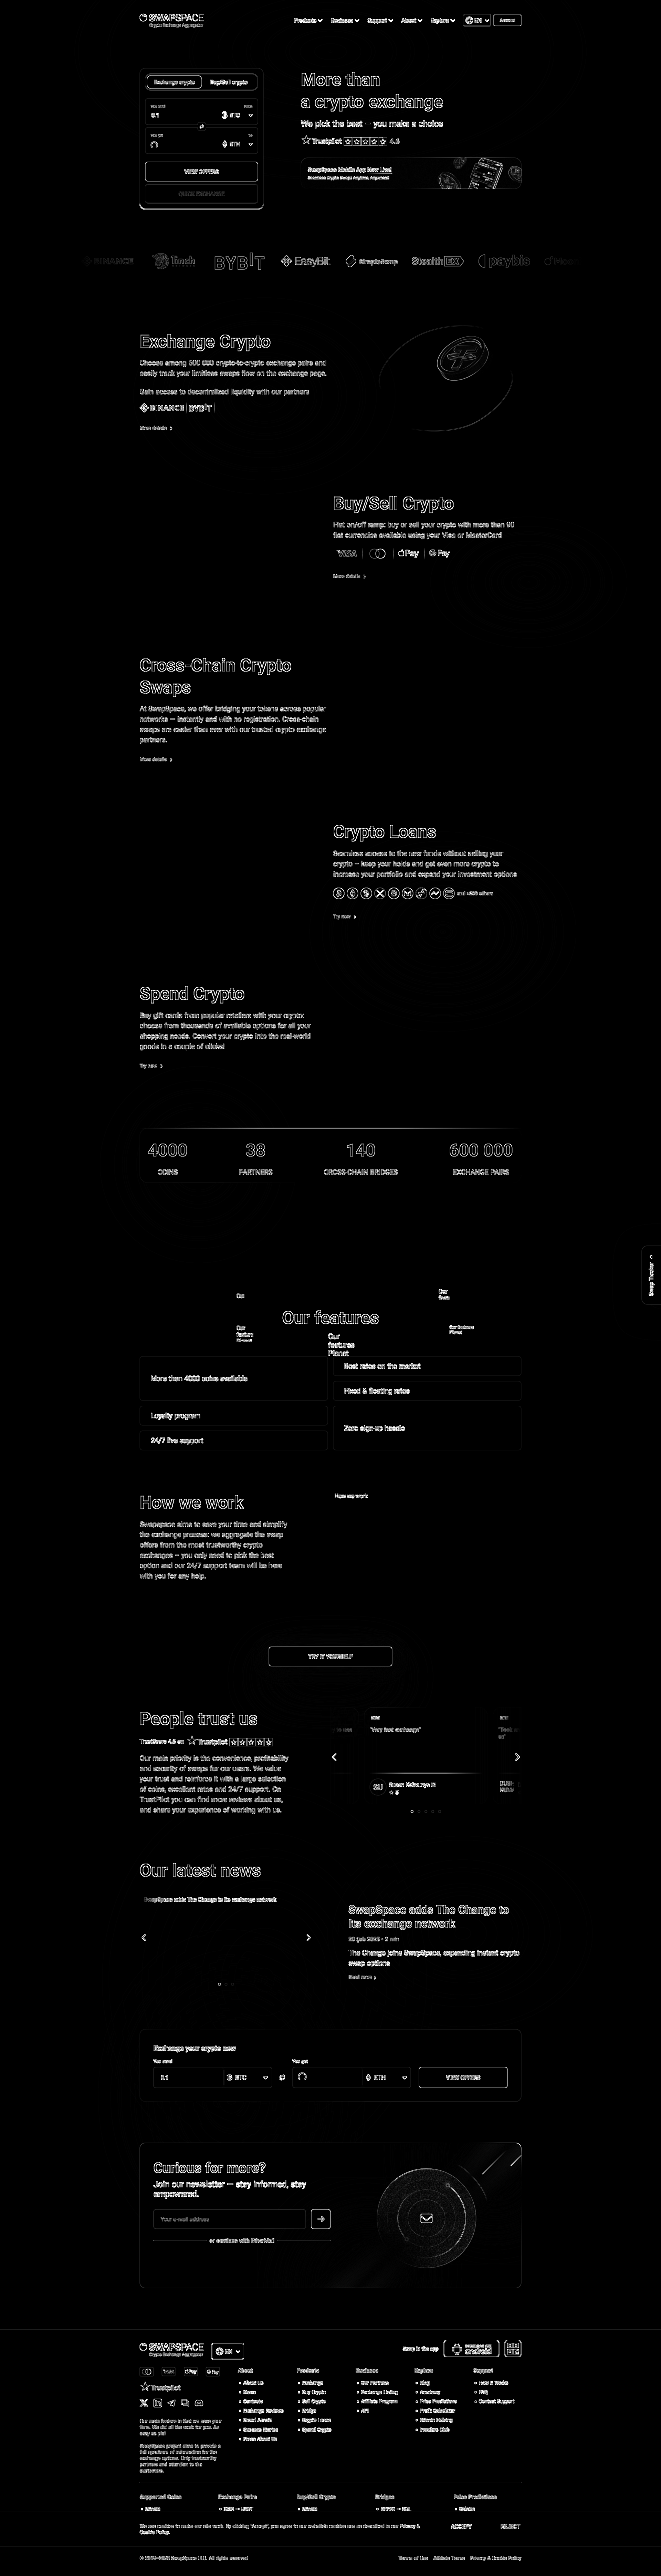 SWAPSPACE
Crypto Exchange Aggregator
Products
Business
Support
About
Explore
EN
Account
Exchange crypto
Buy/Sell crypto
You send
0.1
BTC
You get
To
ETH
VIEW OFFERS
More than
a crypto exchange
We pick the best — you make a choice
Trustpilot 4.6
SwapSpace Mobile App Now Live!
Seamless Crypto Swaps Anytime, Anywhere!
BINANCE
BYBIT
EasyBit
SimpleSwap
StealthEX
paybis
Exchange Crypto
Choose among 600 000 crypto-to-crypto exchange pairs and
easily track your limitless swaps flow on the exchange page.
Gain access to decentralized liquidity with our partners
BINANCE
BYBIT
More details
Buy/Sell Crypto
Fiat on/off ramp: buy or sell your crypto with more than 90
fiat currencies available using your Visa or MasterCard
VISA
Pay
G Pay
More details
Cross-Chain Crypto
Swaps
At SwapSpace, we offer bridging your tokens across popular
networks — instantly and with no registration. Cross-chain
swaps are easier than ever with our trusted crypto exchange
partners.
More details
Crypto Loans
Seamless access to the new funds without selling your
crypto — keep your holds and get even more crypto to
increase your portfolio and expand your investment options
others
Try now
Spend Crypto
Buy gift cards from popular retailers with your crypto:
choose from thousands of available options for all your
shopping needs. Convert your crypto into the real-world
goods in a couple of clicks!
Try now
4000
COINS
38
PARTNERS
140
CROSS-CHAIN BRIDGES
600 000
EXCHANGE PAIRS
Swap Tracker
Our
Our
Our features
Our
feature
Our
features
Planet
Our features
Planet
More than 4000 coins available
Best rates on the market
Fixed & floating rates
Loyalty program
Zero sign-up hassle
24/7 live support
How we work
How we work
Swapspace aims to save your time and simplify
the exchange process: we aggregate the swap
offers from the most trustworthy crypto
exchanges — you only need to pick the best
option and our 24/7 support team will be here
with you for any help.
TRY IT YOURSELF
People trust us
TrustScore 4.6 on Trustpilot
Our main priority is the convenience, profitability
and security of swaps for our users. We value
your trust and reinforce it with a large selection
of coins, excellent rates and 24/7 support. On
TrustPilot you can find more reviews about us,
and share your experience of working with us.
"Very fast exchange"
SU
5
Our latest news
SwapSpace adds The Change to its exchange network
SwapSpace adds The Change to
its exchange network
2 min
The Change joins SwapSpace, expanding instant crypto
swap options
Read more
Exchange your crypto now
You send
0.1
BTC
You get
ETH
VIEW OFFERS
Curious for more?
Join our newsletter — stay informed, stay
empowered.
Your e-mail address
or continue with EtherMail
SWAPSPACE
Crypto Exchange Aggregator
EN
Swap in the app
android
Pay
G Pay
Trustpilot
Our main focus is to save your
time. We did all the work for you. As
easy as pie!
SwapSpace project aims to provide a
full spectrum of information for the
exchange options. Only trustworthy
partners and attention to the
customers.
About
About Us
News
Contacts
Exchange Reviews
Brand Assets
Success Stories
Press About Us
Products
Exchange
Buy Crypto
Sell Crypto
Bridge
Crypto Loans
Spend Crypto
Business
Our Partners
Exchange Listing
Affiliate Program
API
Explore
Blog
Academy
Price Predictions
Profit Calculator
Bitcoin Halving
Invaders Club
Support
How It Works
FAQ
Contact Support
Supported Coins
Bitcoin
Exchange Pairs
Buy/Sell Crypto
Bitcoin
Bridges
Price Predictions
We use cookies to make our site work. By clicking 'Accept', you agree to our website's cookies use as described in our Privacy &
Cookie Policy.
ACCEPT
REJECT
SwapSpace LLC. All rights reserved
Terms of Use
Affiliate Terms
Privacy & Cookie Policy